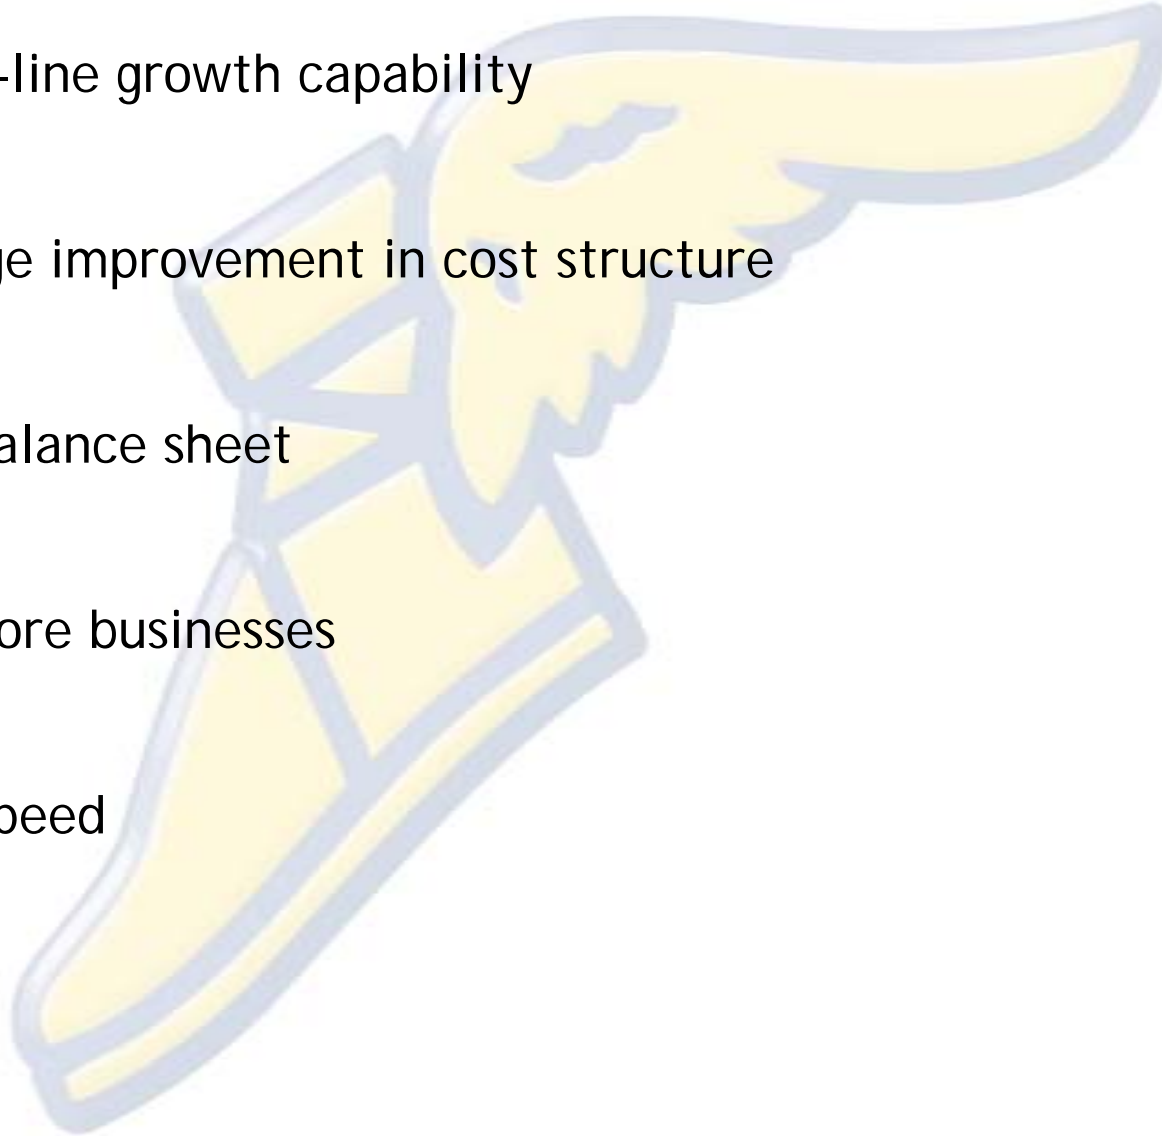 -line growth capability
ge improvement in cost structure
alance sheet
ore businesses
peed